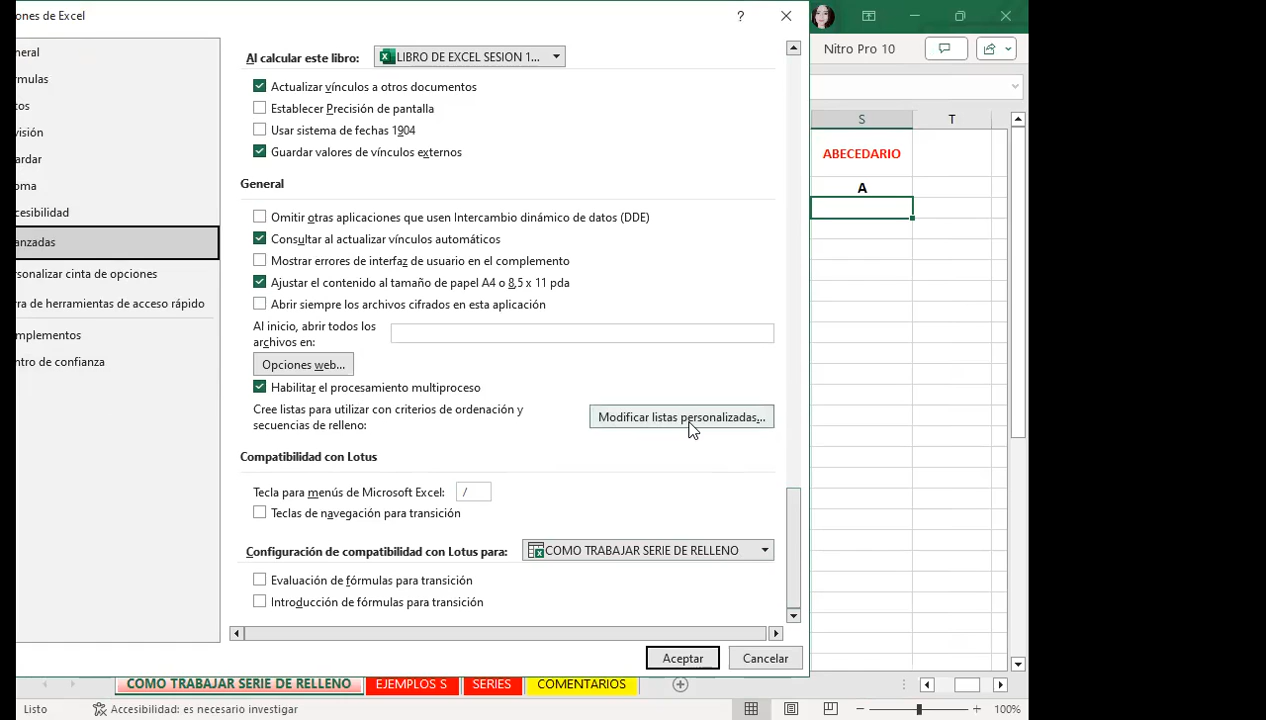 ones de Excel
?
Nitro Pro 10
eral
mulas
tos
visión
ardar
oma
cesibilidad
anzadas
rsonalizar cinta de opciones
rra de herramientas de acceso rápido
mplementos
ntro de confianza
Al calcular este libro: LIBRO DE EXCEL SESION 1...
Actualizar vínculos a otros documentos
Establecer Precisión de pantalla
Usar sistema de fechas 1904
Guardar valores de vínculos externos
General
Omitir otras aplicaciones que usen Intercambio dinámico de datos (DDE)
Consultar al actualizar vínculos automáticos
Mostrar errores de interfaz de usuario en el complemento
Ajustar el contenido al tamaño de papel A4 o 8,5 x 11 pda
Abrir siempre los archivos cifrados en esta aplicación
Al inicio, abrir todos los
archivos en:
Opciones web...
Habilitar el procesamiento multiproceso
Cree listas para utilizar con criterios de ordenación y
secuencias de relleno:
Modificar listas personalizadas...
Compatibilidad con Lotus
Tecla para menús de Microsoft Excel: /
Teclas de navegación para transición
Configuración de compatibilidad con Lotus para: COMO TRABAJAR SERIE DE RELLENO
Evaluación de fórmulas para transición
Introducción de fórmulas para transición
Aceptar Cancelar
S T
ABECEDARIO
A
COMO TRABAJAR SERIE DE RELLENO EJEMPLOS S SERIES COMENTARIOS
Listo Accesibilidad: es necesario investigar 100%